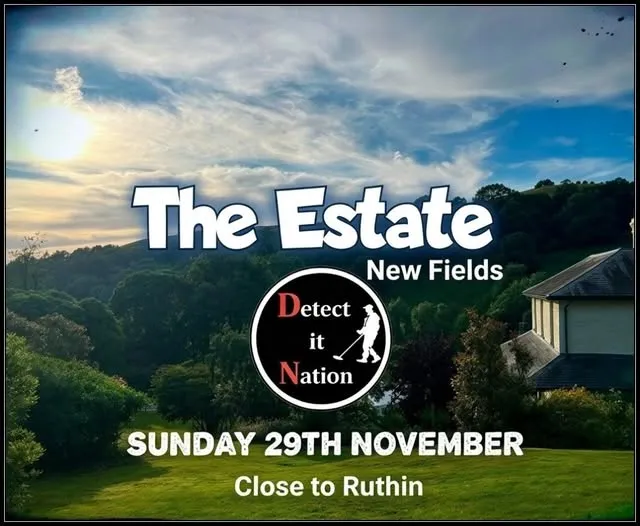 The Estate
New Fields
Detect
it
Nation
SUNDAY 29TH NOVEMBER
Close to Ruthin